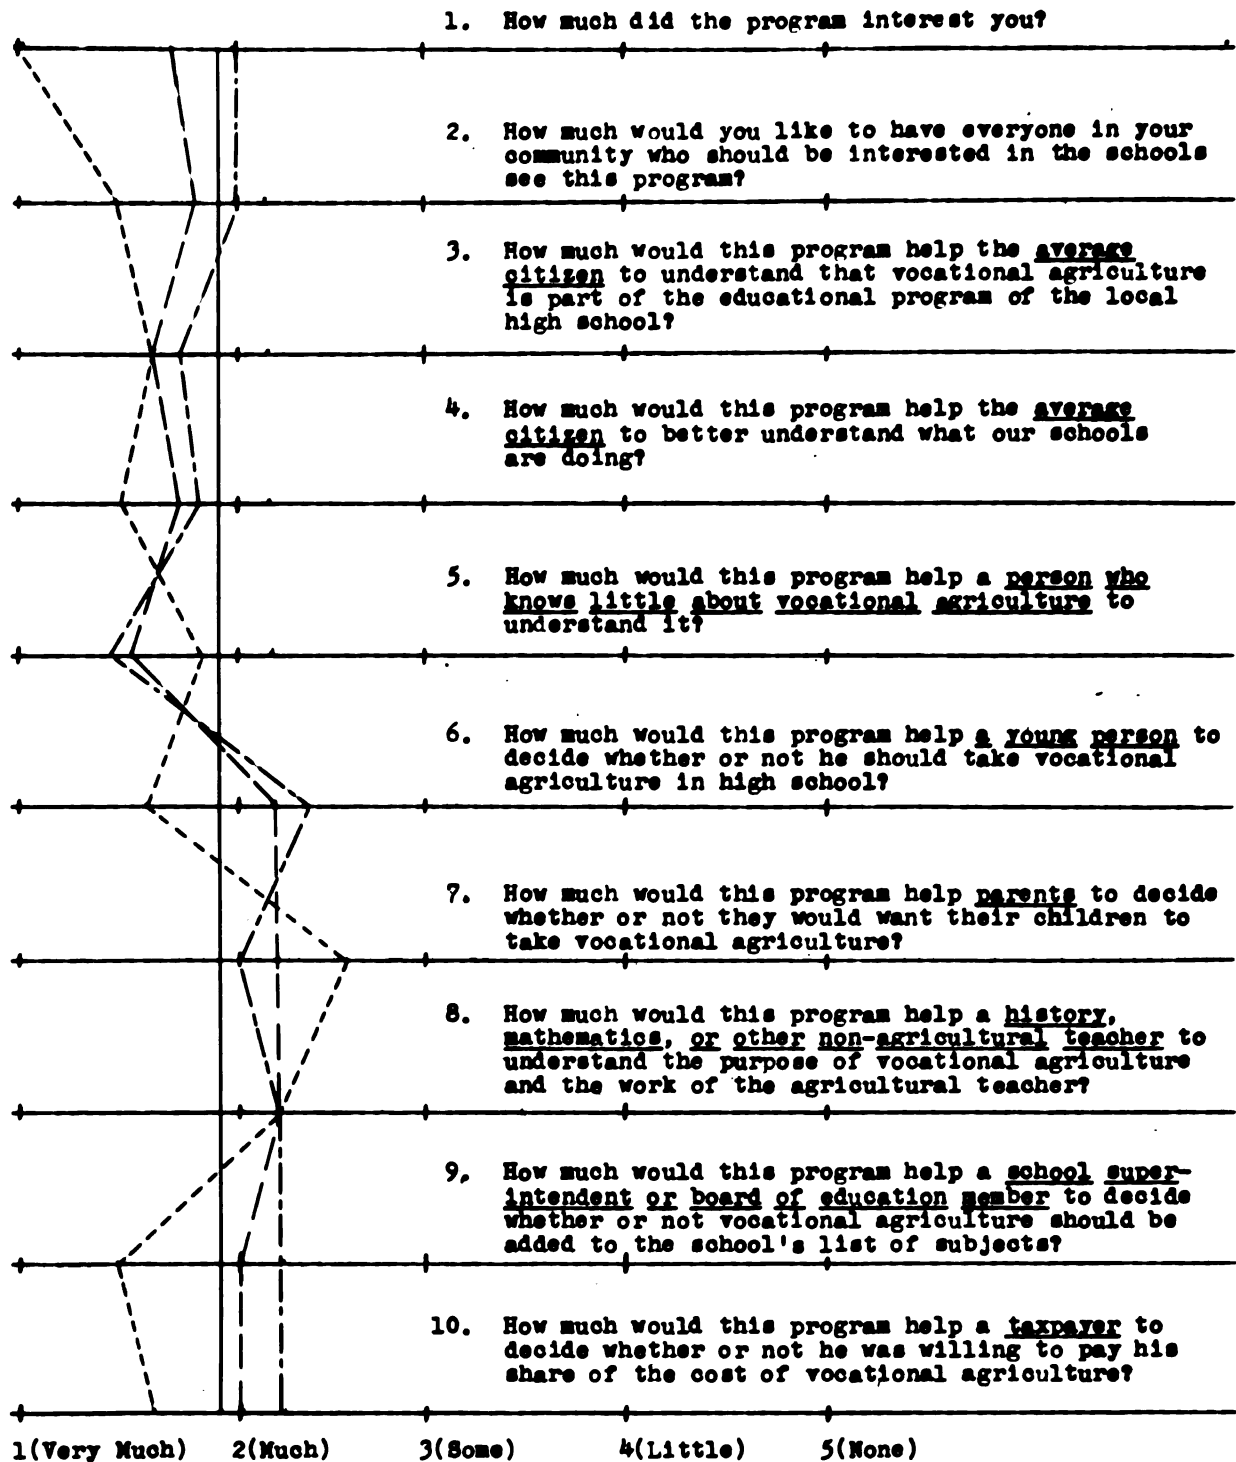 1. How much did the program interest you?
2. How much would you like to have everyone in your
community who should be interested in the schools
see this program?
3. How much would this program help the average
citizen to understand that vocational agriculture
is part of the educational program of the local
high school?
4. How much would this program help the average
citizen to better understand what our schools
are doing?
5. How much would this program help a person who
knows little about vocational agriculture to
understand it?
6. How much would this program help a young person to
decide whether or not he should take vocational
agriculture in high school?
7. How much would this program help parents to decide
whether or not they would want their children to
take vocational agriculture?
8. How much would this program help a history,
mathematics, or other non-agricultural teacher to
understand the purpose of vocational agriculture
and the work of the agricultural teacher?
9. How much would this program help a school super-
intendent or board of education member to decide
whether or not vocational agriculture should be
added to the school's list of subjects?
10. How much would this program help a taxpayer to
decide whether or not he was willing to pay his
share of the cost of vocational agriculture?
1(Very Much) 2(Much) 3(Some) 4(Little) 5(None)